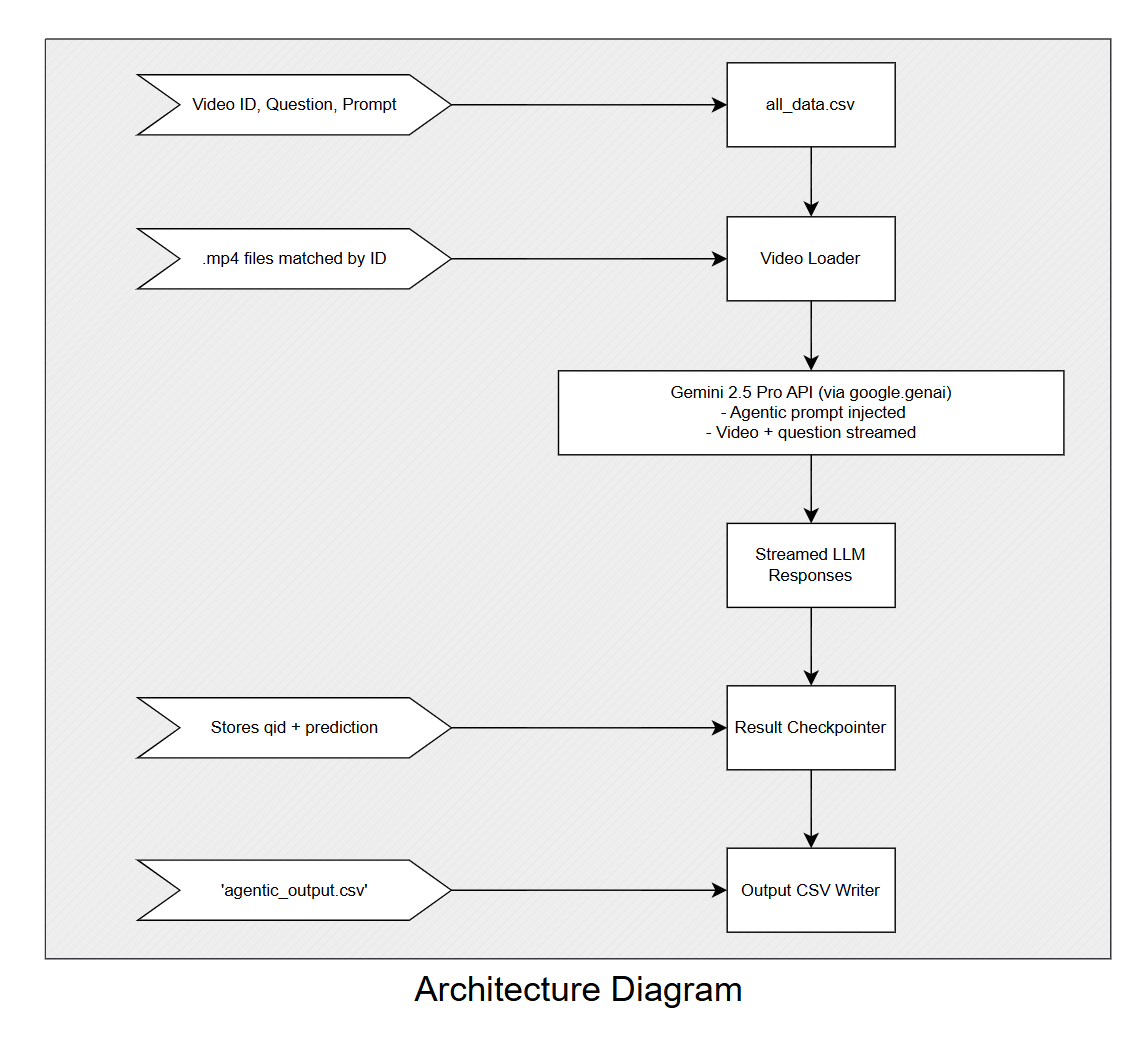 Video ID, Question, Prompt
all_data.csv
.mp4 files matched by ID
Video Loader
Gemini 2.5 Pro API (via google.genai)
- Agentic prompt injected
- Video + question streamed
Streamed LLM
Responses
Stores qid + prediction
Result Checkpointer
'agentic_output.csv'
Output CSV Writer
Architecture Diagram